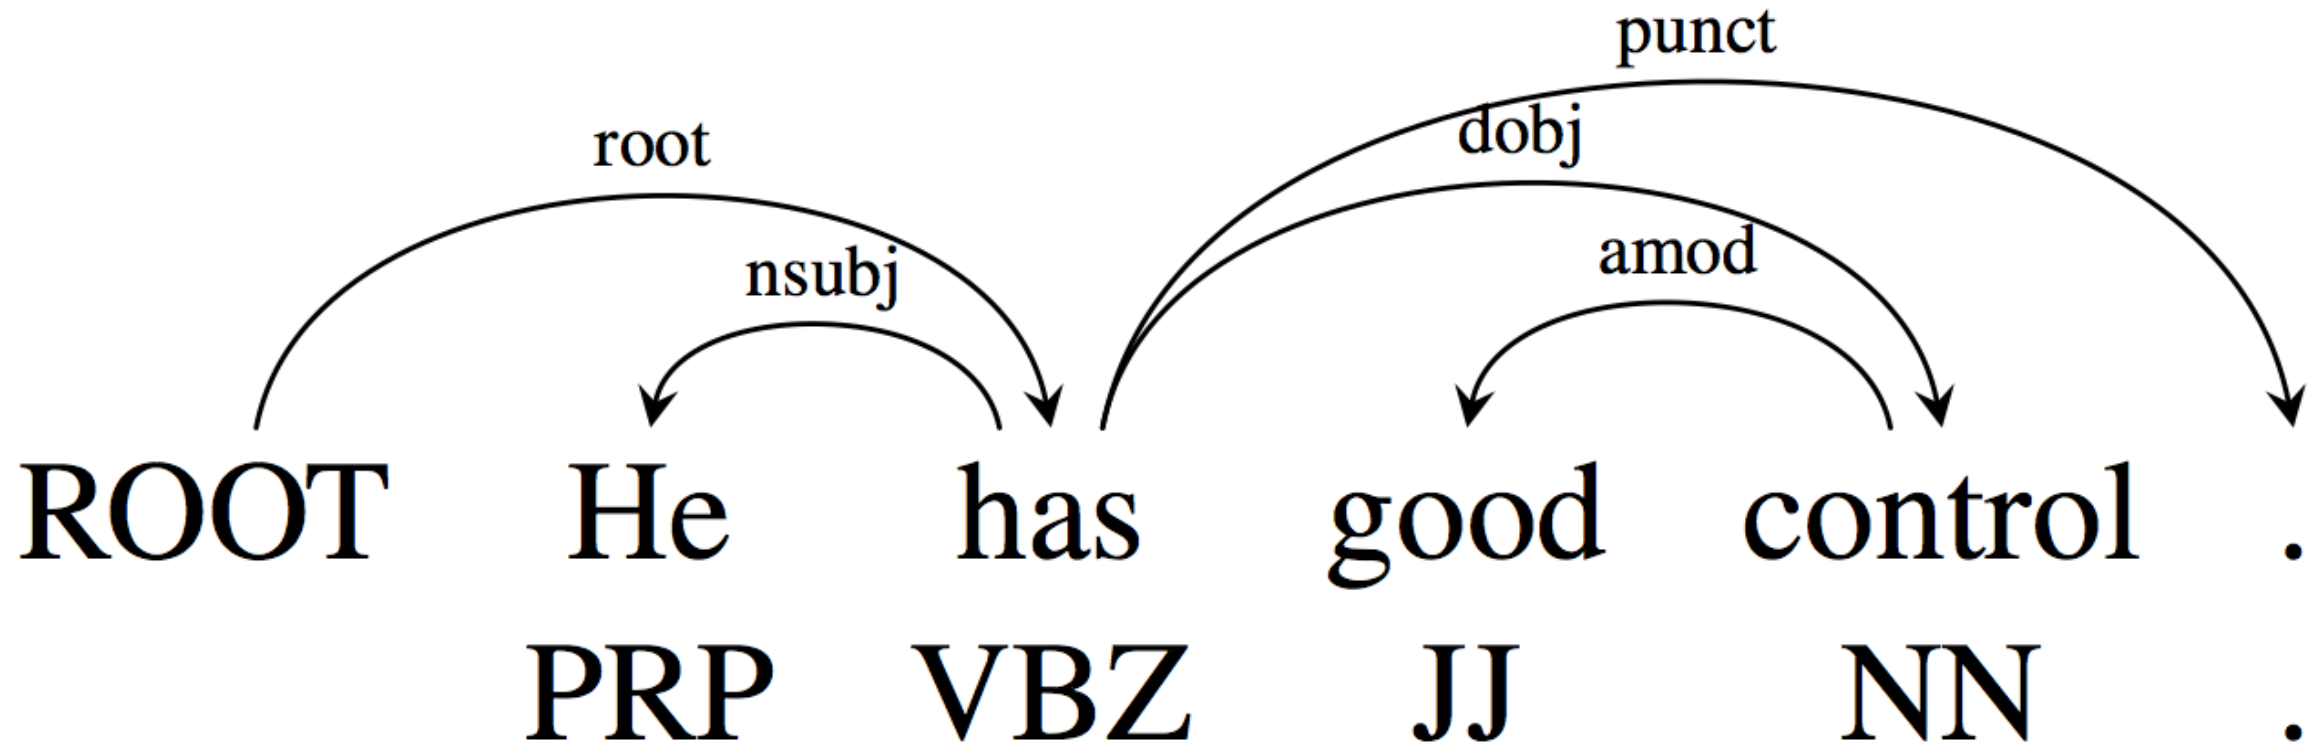 punct
dobj
root
amod
nsubj
ROOT He has good control .
PRP VBZ JJ NN .